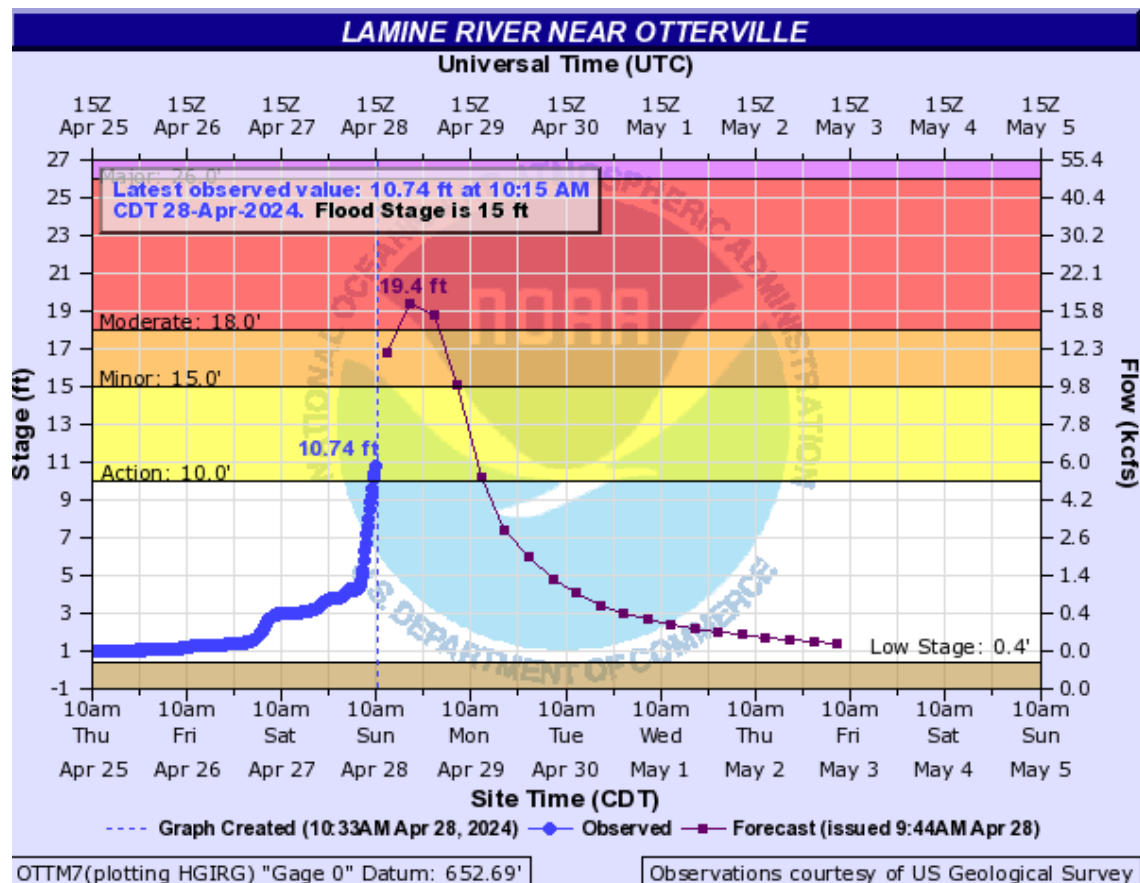 LAMINE RIVER NEAR OTTERVILLE
Universal Time (UTC)
15Z 15Z 15Z 15Z 15Z 15Z 15Z 15Z 15Z 15Z 15Z
Apr 25 Apr 26 Apr 27 Apr 28 Apr 29 Apr 30 May 1 May 2 May 3 May 4 May 5
27 55.4
Major: 26.0'
Latest observed value: 10.74 ft at 10:15 AM
CDT 28-Apr-2024. Flood Stage is 15 ft
25 40.4
23 30.2
21 22.1
19.4 ft
19 15.8
Moderate: 18.0'
17 12.3
Minor: 15.0'
15 9.8
13 7.8
10.74 ft
11 6.0
Action: 10.0'
9 4.2
7 2.6
5 1.4
3 0.4
1 0.0
Low Stage: 0.4'
-1 0.0
Stage (ft)
Flow (kcfs)
NATIONAL OCEANIC AND ATMOSPHERIC ADMINISTRATION
NOAA
U.S. DEPARTMENT OF COMMERCE
10am 10am 10am 10am 10am 10am 10am 10am 10am 10am 10am
Thu Fri Sat Sun Mon Tue Wed Thu Fri Sat Sun
Apr 25 Apr 26 Apr 27 Apr 28 Apr 29 Apr 30 May 1 May 2 May 3 May 4 May 5
Site Time (CDT)
Graph Created (10:33AM Apr 28, 2024) Observed Forecast (issued 9:44AM Apr 28)
OTTM7(plotting HGIRG) "Gage 0" Datum: 652.69'
Observations courtesy of US Geological Survey